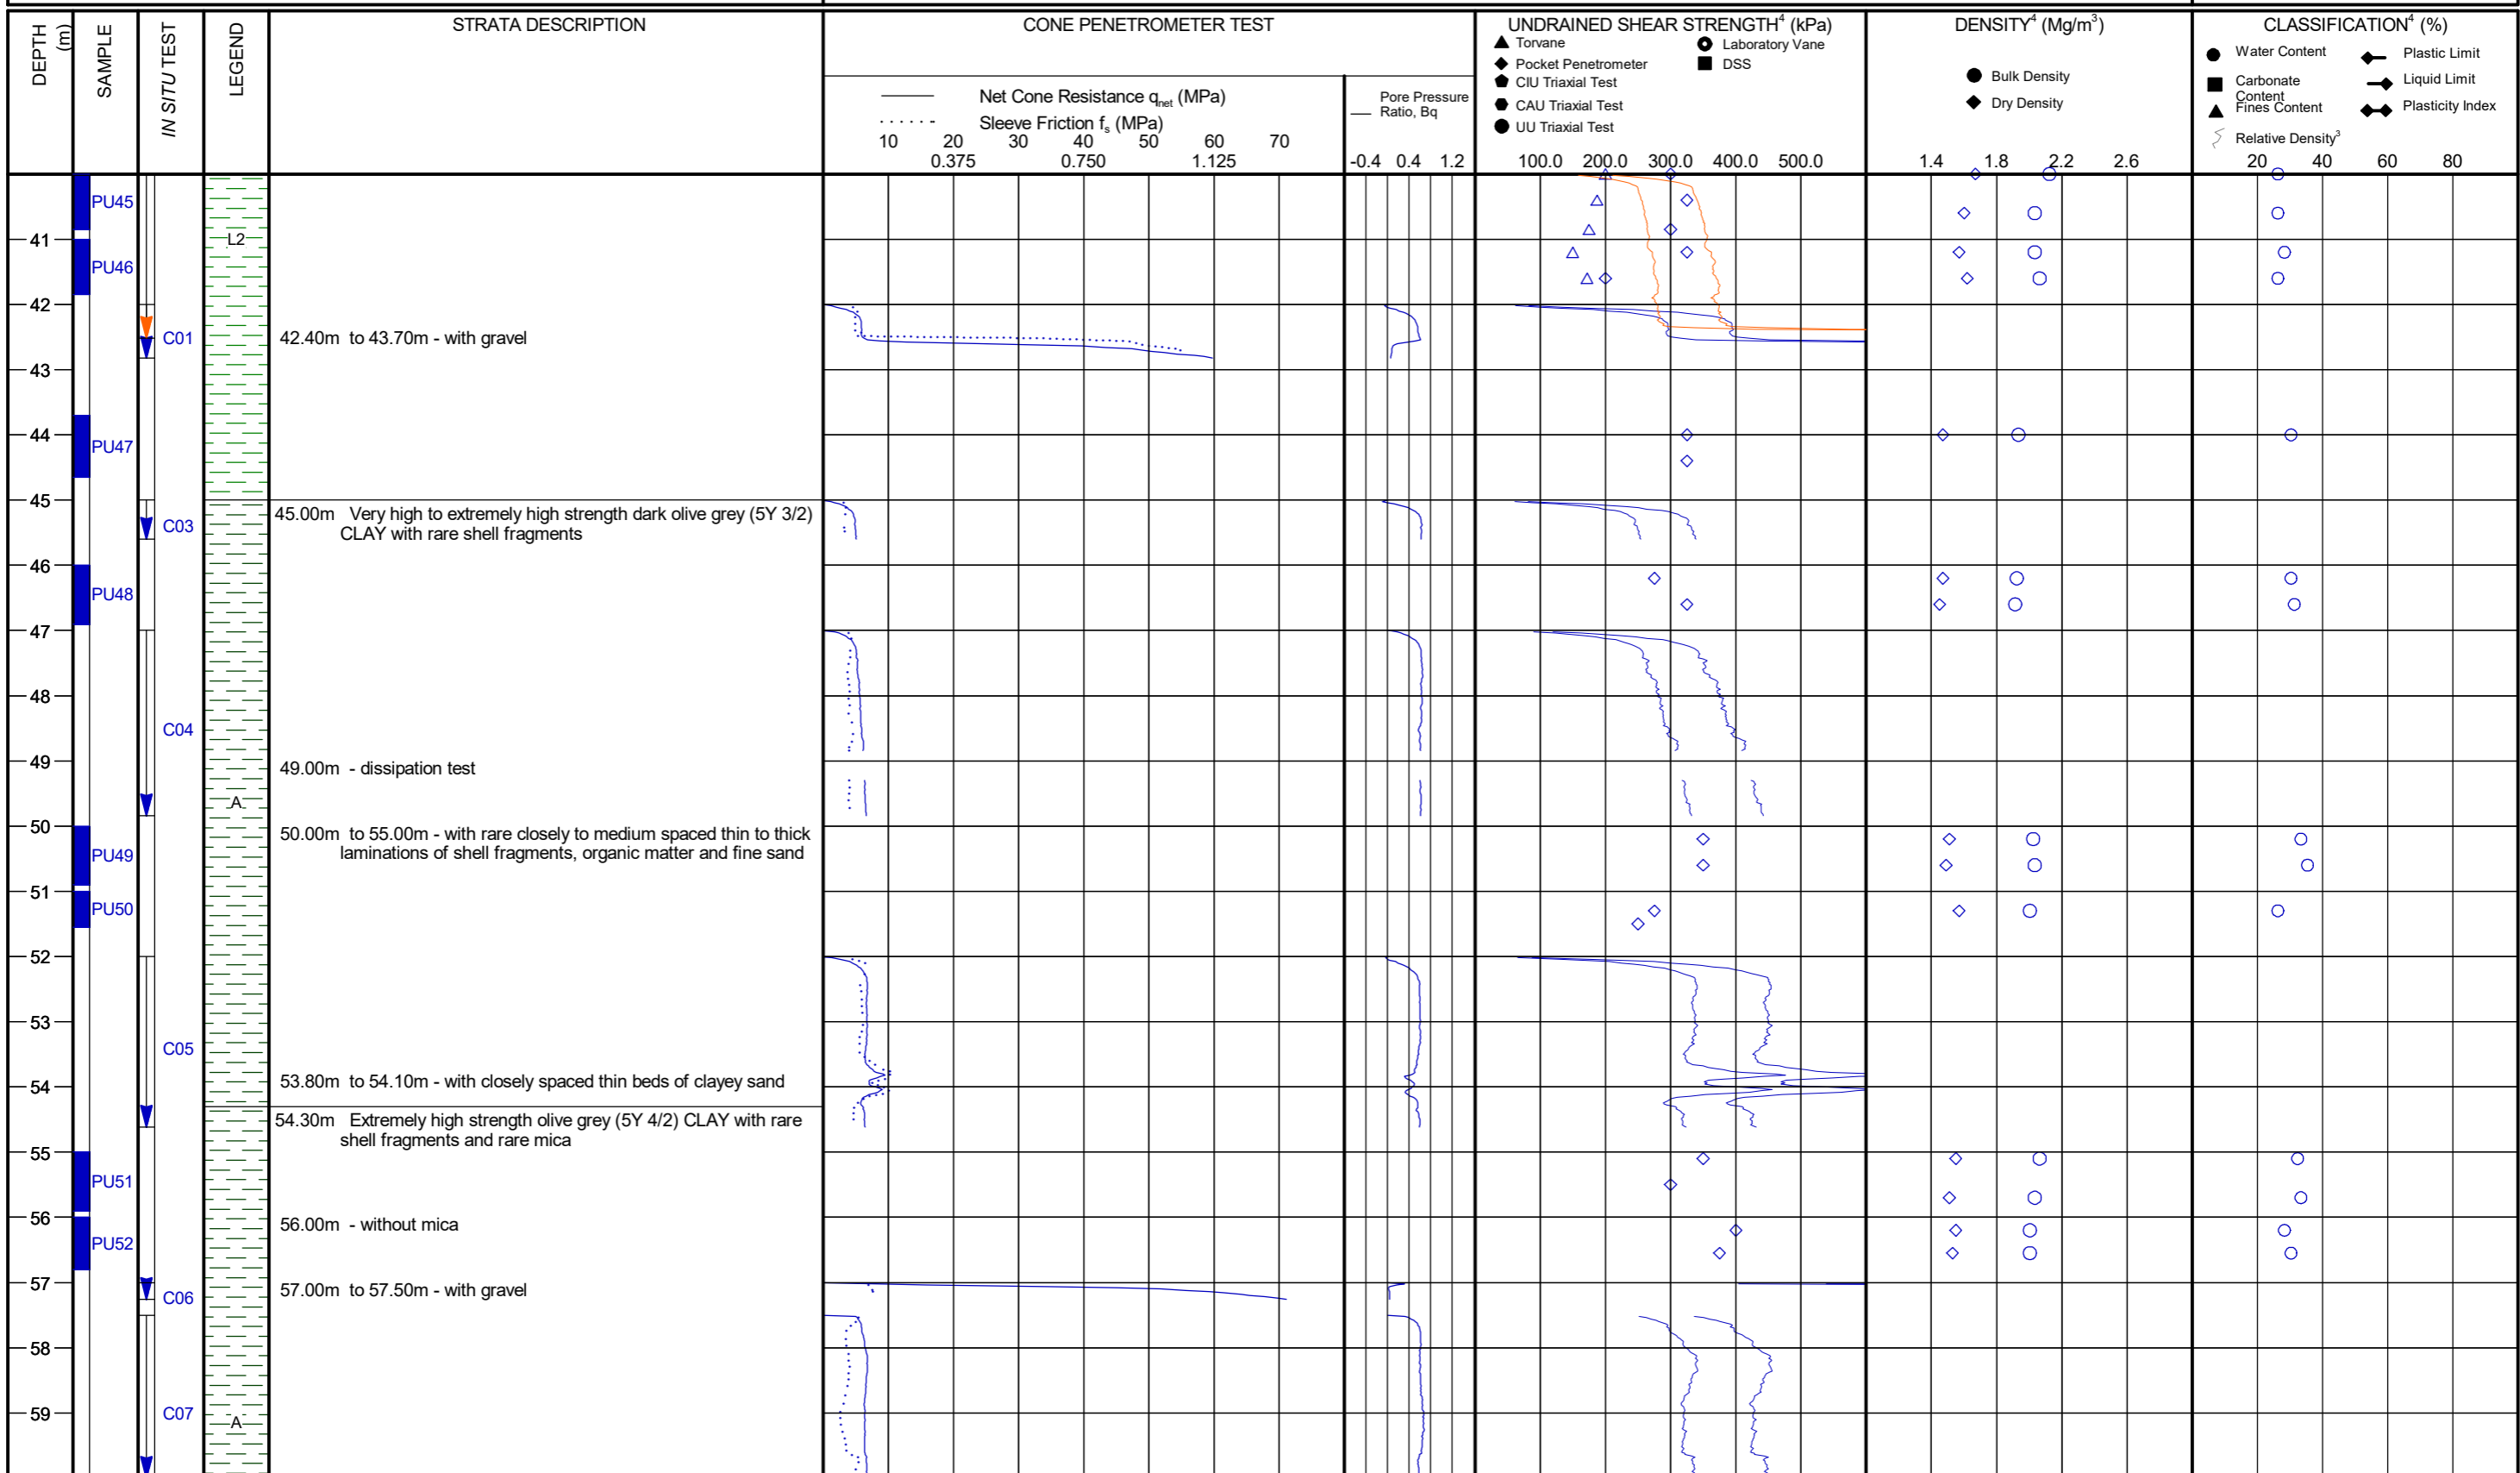 DEPTH (m)
SAMPLE
IN SITU TEST
LEGEND
STRATA DESCRIPTION
CONE PENETROMETER TEST
Net Cone Resistance qnet (MPa)
Sleeve Friction fs (MPa)
10 20 30 40 50 60 70
0.375 0.750 1.125
Pore Pressure
Ratio, Bq
-0.4 0.4 1.2
UNDRAINED SHEAR STRENGTH⁴ (kPa)
Torvane
Pocket Penetrometer
CIU Triaxial Test
CAU Triaxial Test
UU Triaxial Test
Laboratory Vane
DSS
100.0 200.0 300.0 400.0 500.0
DENSITY⁴ (Mg/m³)
Bulk Density
Dry Density
1.4 1.8 2.2 2.6
CLASSIFICATION⁴ (%)
Water Content
Carbonate
Content
Fines Content
Relative Density³
Plastic Limit
Liquid Limit
Plasticity Index
20 40 60 80
PU45
41
L2
PU46
42
C01
42.40m to 43.70m - with gravel
43
44
PU47
45
45.00m Very high to extremely high strength dark olive grey (5Y 3/2)
C03
CLAY with rare shell fragments
46
PU48
47
48
C04
49
49.00m - dissipation test
A
50
50.00m to 55.00m - with rare closely to medium spaced thin to thick
laminations of shell fragments, organic matter and fine sand
PU49
51
PU50
52
53
C05
53.80m to 54.10m - with closely spaced thin beds of clayey sand
54
54.30m Extremely high strength olive grey (5Y 4/2) CLAY with rare
shell fragments and rare mica
55
PU51
56
56.00m - without mica
PU52
57
57.00m to 57.50m - with gravel
C06
58
59
C07
A